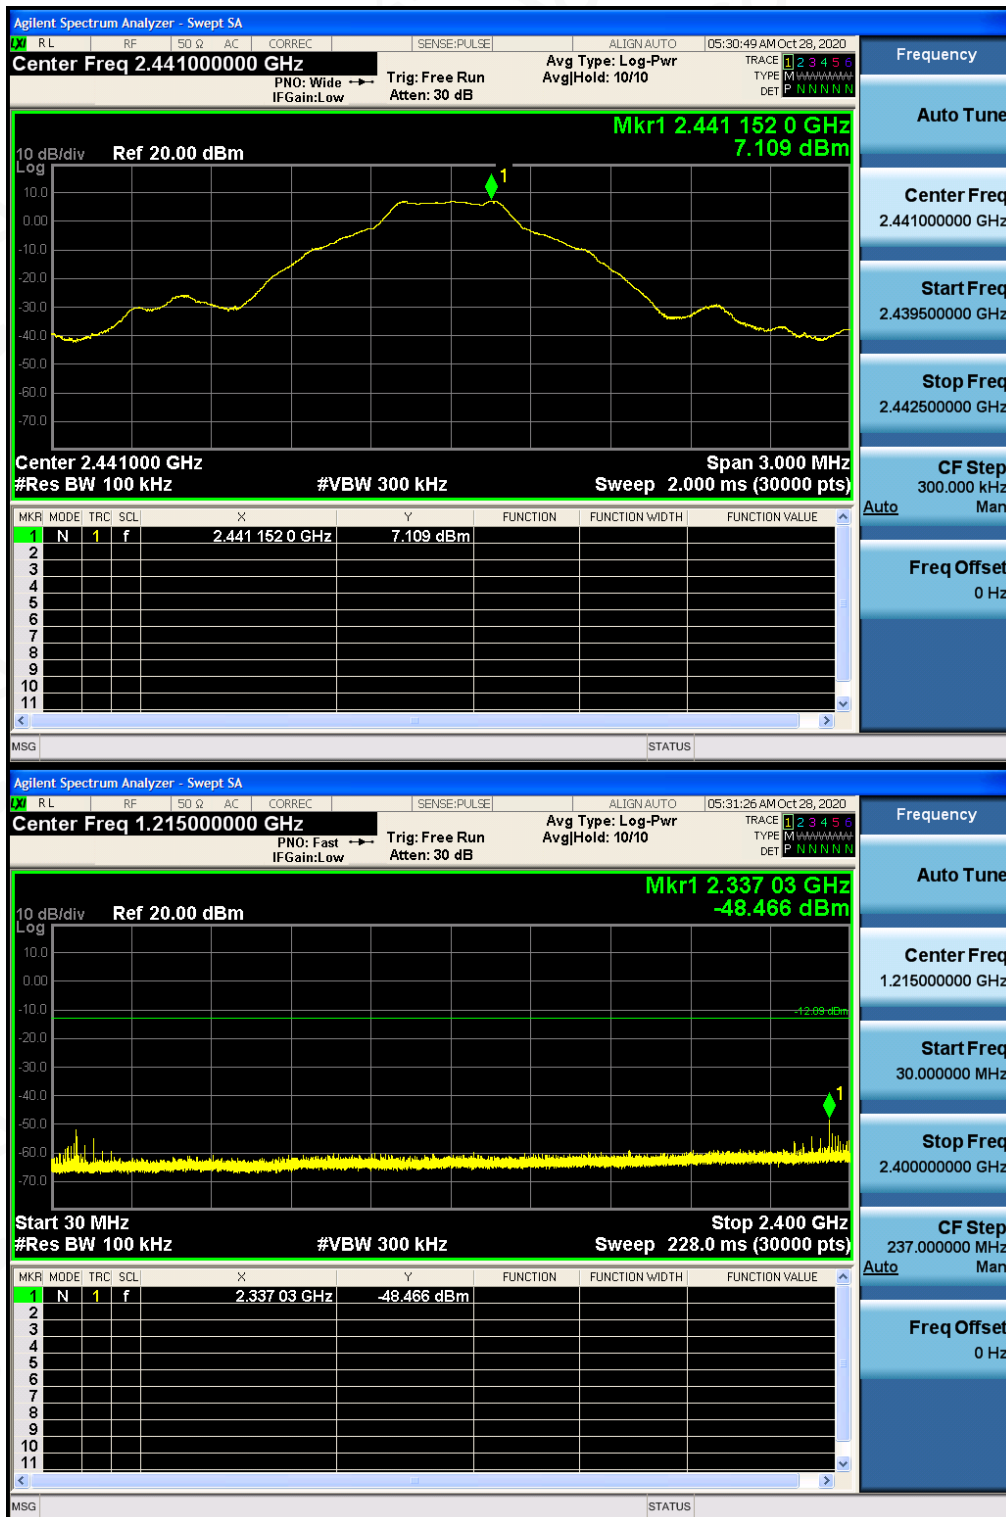 Agilent Spectrum Analyzer - Swept SA
LXI RL RF 50 Ω AC CORREC SENSE:PULSE ALIGN AUTO 05:30:49 AM Oct 28, 2020
Center Freq 2.441000000 GHz
PNO: Wide
IFGain:Low
Trig: Free Run
Atten: 30 dB
Avg Type: Log-Pwr
Avg|Hold: 10/10
TRACE 1 2 3 4 5 6
TYPE M
DET P N N N N N
Mkr1 2.441 152 0 GHz
7.109 dBm
10 dB/div Ref 20.00 dBm
Log
1
10.0
0.00
-10.0
-20.0
-30.0
-40.0
-50.0
-60.0
-70.0
Center 2.441000 GHz Span 3.000 MHz
#Res BW 100 kHz #VBW 300 kHz Sweep 2.000 ms (30000 pts)
MKR MODE TRC SCL X Y FUNCTION FUNCTION WIDTH FUNCTION VALUE
1 N 1 f 2.441 152 0 GHz 7.109 dBm
2
3
4
5
6
7
8
9
10
11
MSG STATUS
Frequency
Auto Tune
Center Freq
2.441000000 GHz
Start Freq
2.439500000 GHz
Stop Freq
2.442500000 GHz
CF Step
300.000 kHz
Auto Man
Freq Offset
0 Hz
Agilent Spectrum Analyzer - Swept SA
LXI RL RF 50 Ω AC CORREC SENSE:PULSE ALIGN AUTO 05:31:26 AM Oct 28, 2020
Center Freq 1.215000000 GHz
PNO: Fast
IFGain:Low
Trig: Free Run
Atten: 30 dB
Avg Type: Log-Pwr
Avg|Hold: 10/10
TRACE 1 2 3 4 5 6
TYPE M
DET P N N N N N
Mkr1 2.337 03 GHz
-48.466 dBm
10 dB/div Ref 20.00 dBm
Log
10.0
0.00
-10.0
-12.89 dBm
-20.0
-30.0
-40.0
1
-50.0
-60.0
-70.0
Start 30 MHz Stop 2.400 GHz
#Res BW 100 kHz #VBW 300 kHz Sweep 228.0 ms (30000 pts)
MKR MODE TRC SCL X Y FUNCTION FUNCTION WIDTH FUNCTION VALUE
1 N 1 f 2.337 03 GHz -48.466 dBm
2
3
4
5
6
7
8
9
10
11
MSG STATUS
Frequency
Auto Tune
Center Freq
1.215000000 GHz
Start Freq
30.000000 MHz
Stop Freq
2.400000000 GHz
CF Step
237.000000 MHz
Auto Man
Freq Offset
0 Hz